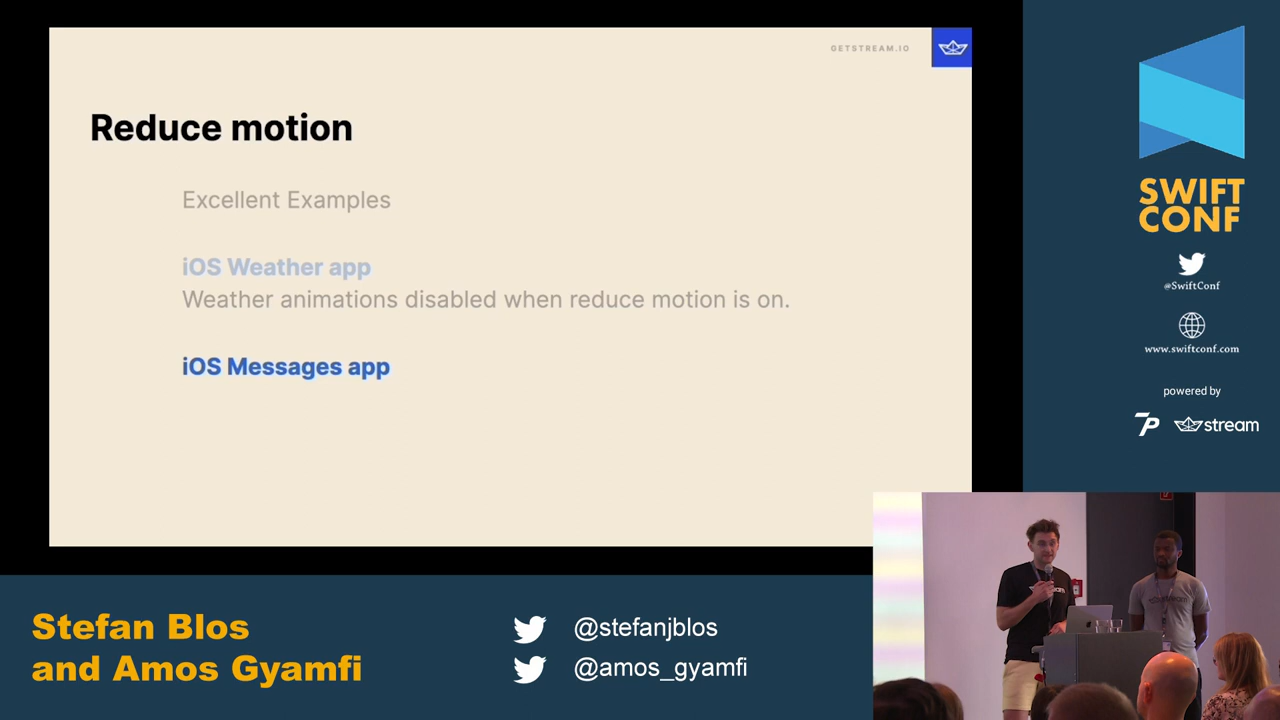 GETSTREAM.IO
Reduce motion
Excellent Examples
iOS Weather app
Weather animations disabled when reduce motion is on.
iOS Messages app
SWIFT
CONF
@SwiftConf
www.swiftconf.com
powered by
7P stream
Stefan Blos
and Amos Gyamfi
@stefanjblos
@amos_gyamfi